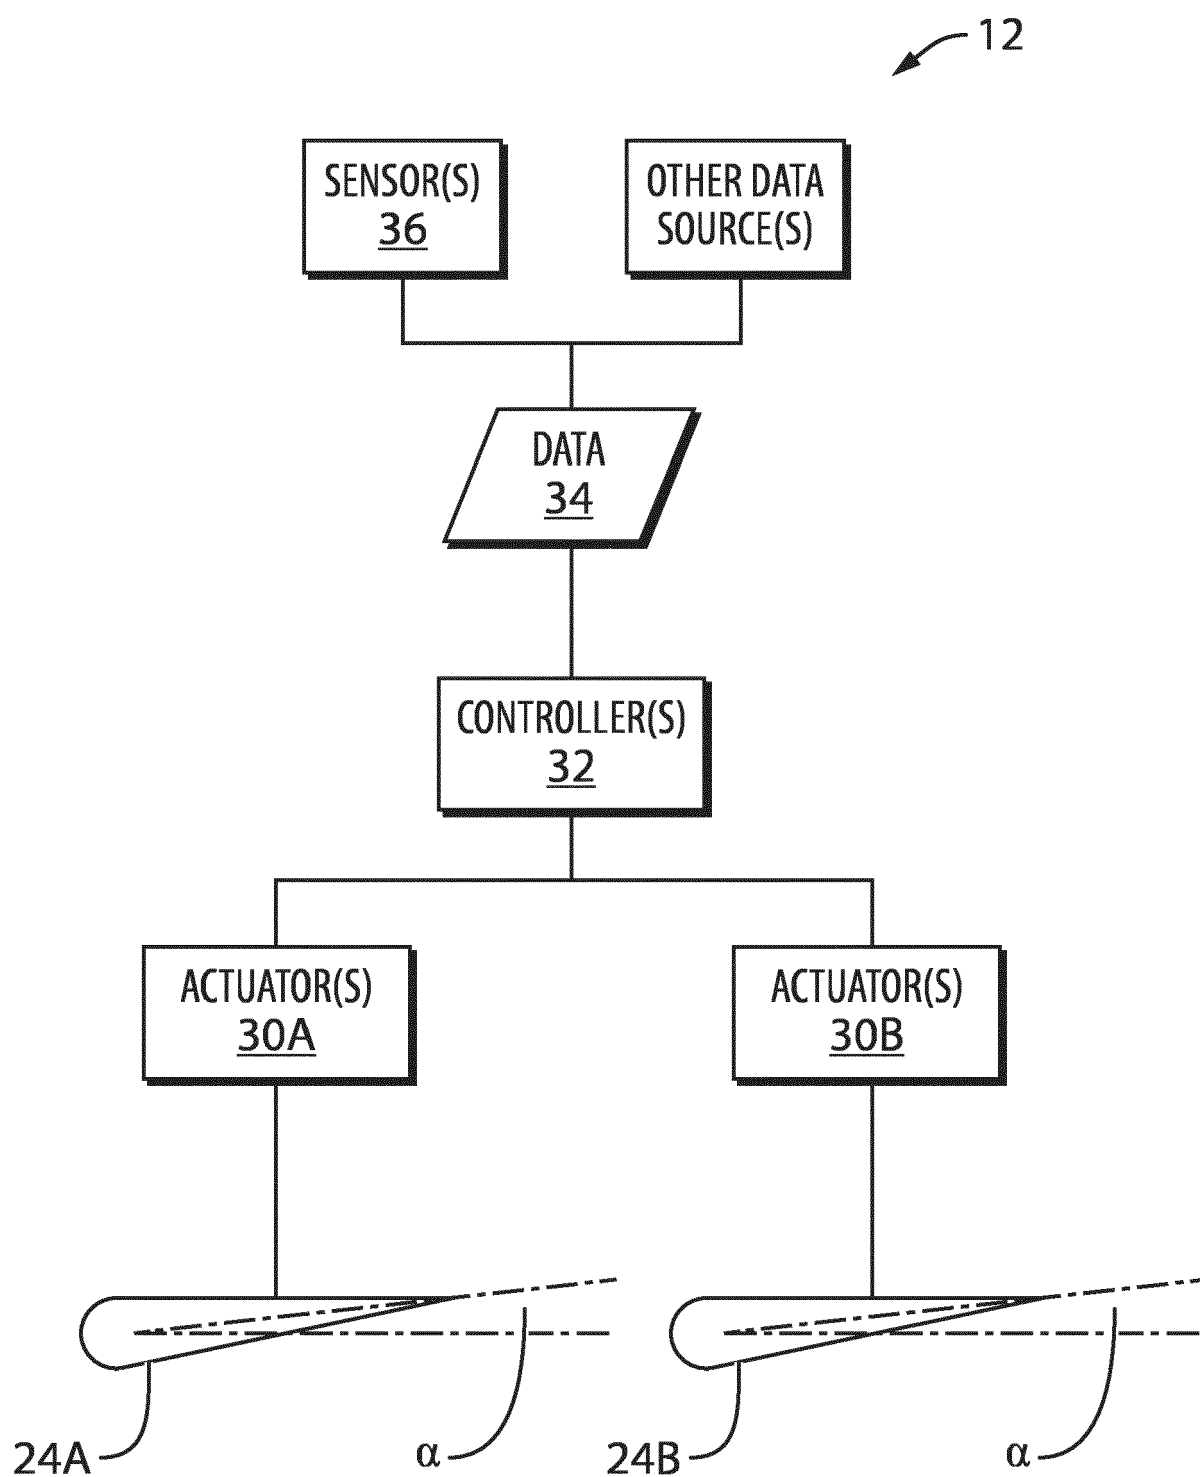 12
SENSOR(S)
36
OTHER DATA
SOURCE(S)
DATA
34
CONTROLLER(S)
32
ACTUATOR(S)
30A
ACTUATOR(S)
30B
24A
α
24B
α